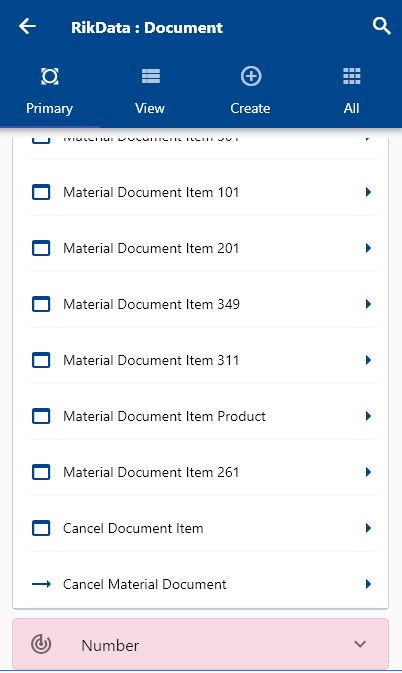 RikData : Document
Primary
View
Create
All
Material Document Item 101
Material Document Item 201
Material Document Item 349
Material Document Item 311
Material Document Item Product
Material Document Item 261
Cancel Document Item
Cancel Material Document
Number